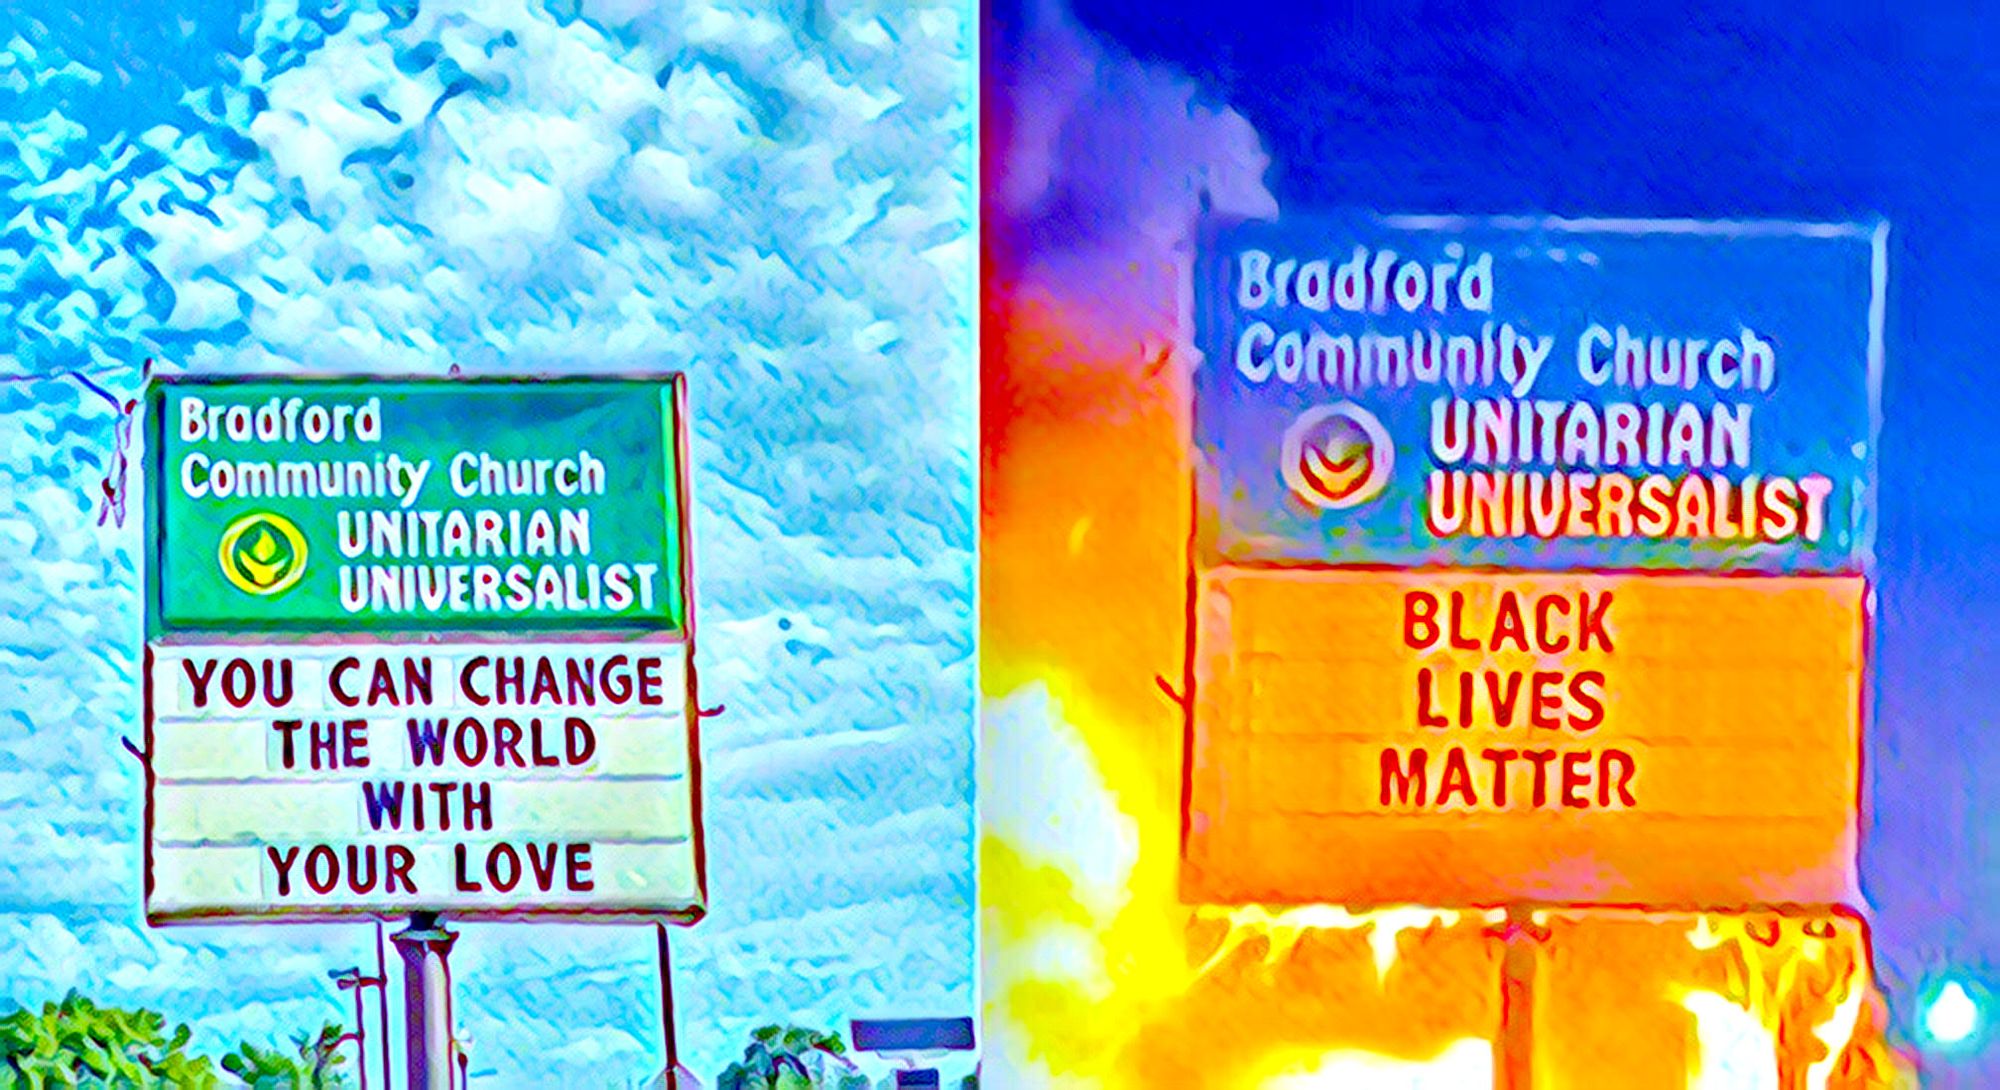 Bradford
Community Church
UNITARIAN
UNIVERSALIST
YOU CAN CHANGE
THE WORLD
WITH
YOUR LOVE
Bradford
Community Church
UNITARIAN
UNIVERSALIST
BLACK
LIVES
MATTER